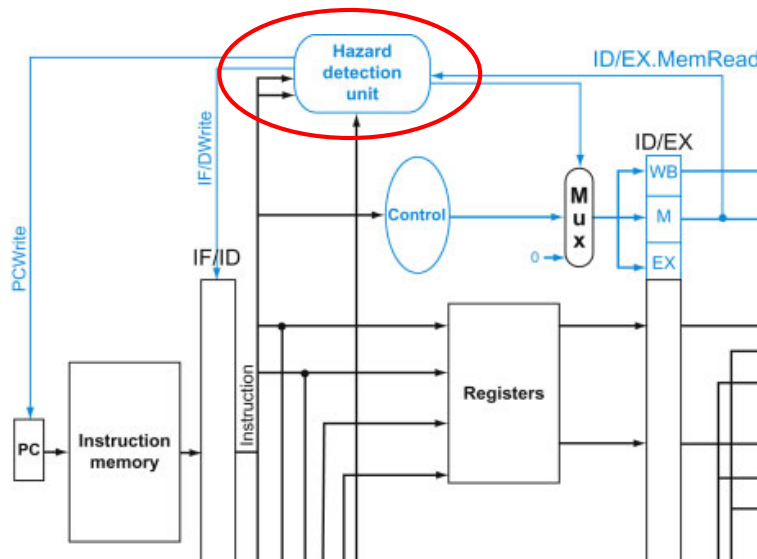 Hazard
detection
unit
ID/EX.MemRead
IF/DWrite
ID/EX
WB
Control
M
u
x
M
PCWrite
IF/ID
0
EX
Instruction
Registers
PC
Instruction
memory